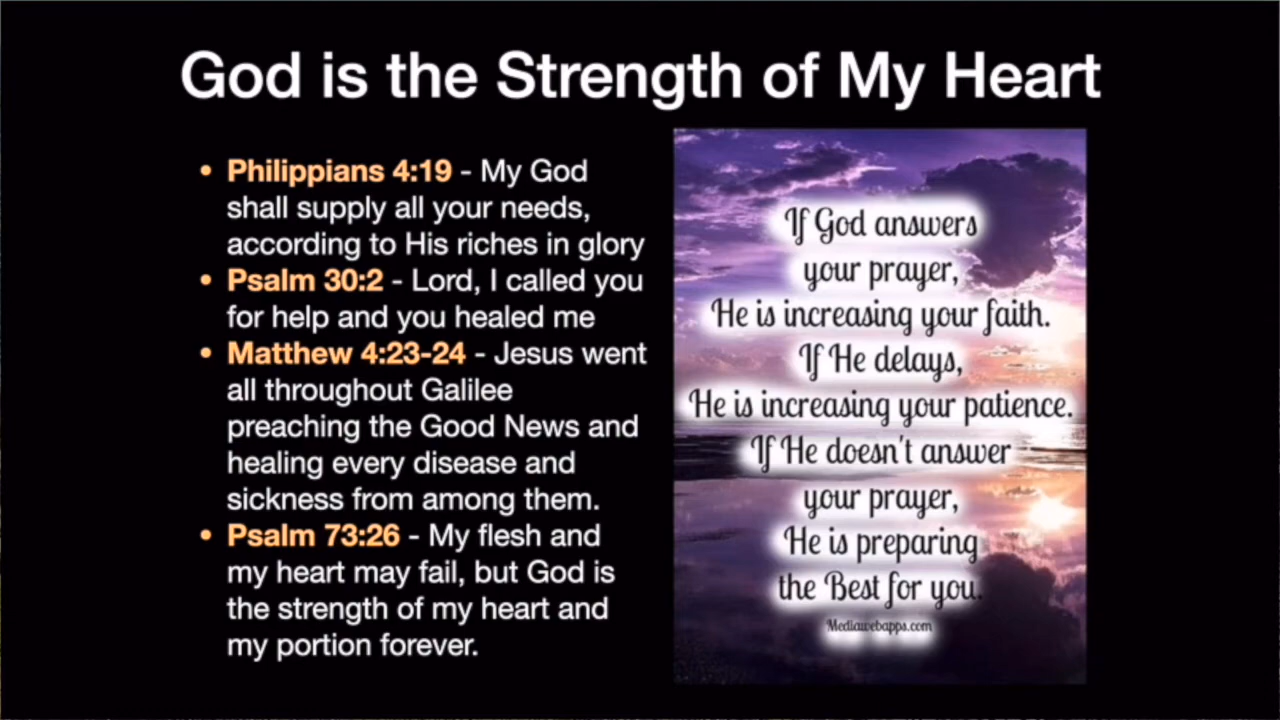 God is the Strength of My Heart
• Philippians 4:19 - My God
shall supply all your needs,
according to His riches in glory
• Psalm 30:2 - Lord, I called you
for help and you healed me
• Matthew 4:23-24 - Jesus went
all throughout Galilee
preaching the Good News and
healing every disease and
sickness from among them.
• Psalm 73:26 - My flesh and
my heart may fail, but God is
the strength of my heart and
my portion forever.
If God answers
your prayer,
He is increasing your faith.
If He delays,
He is increasing your patience.
If He doesn't answer
your prayer,
He is preparing
the Best for you.
Mediawebapps.com